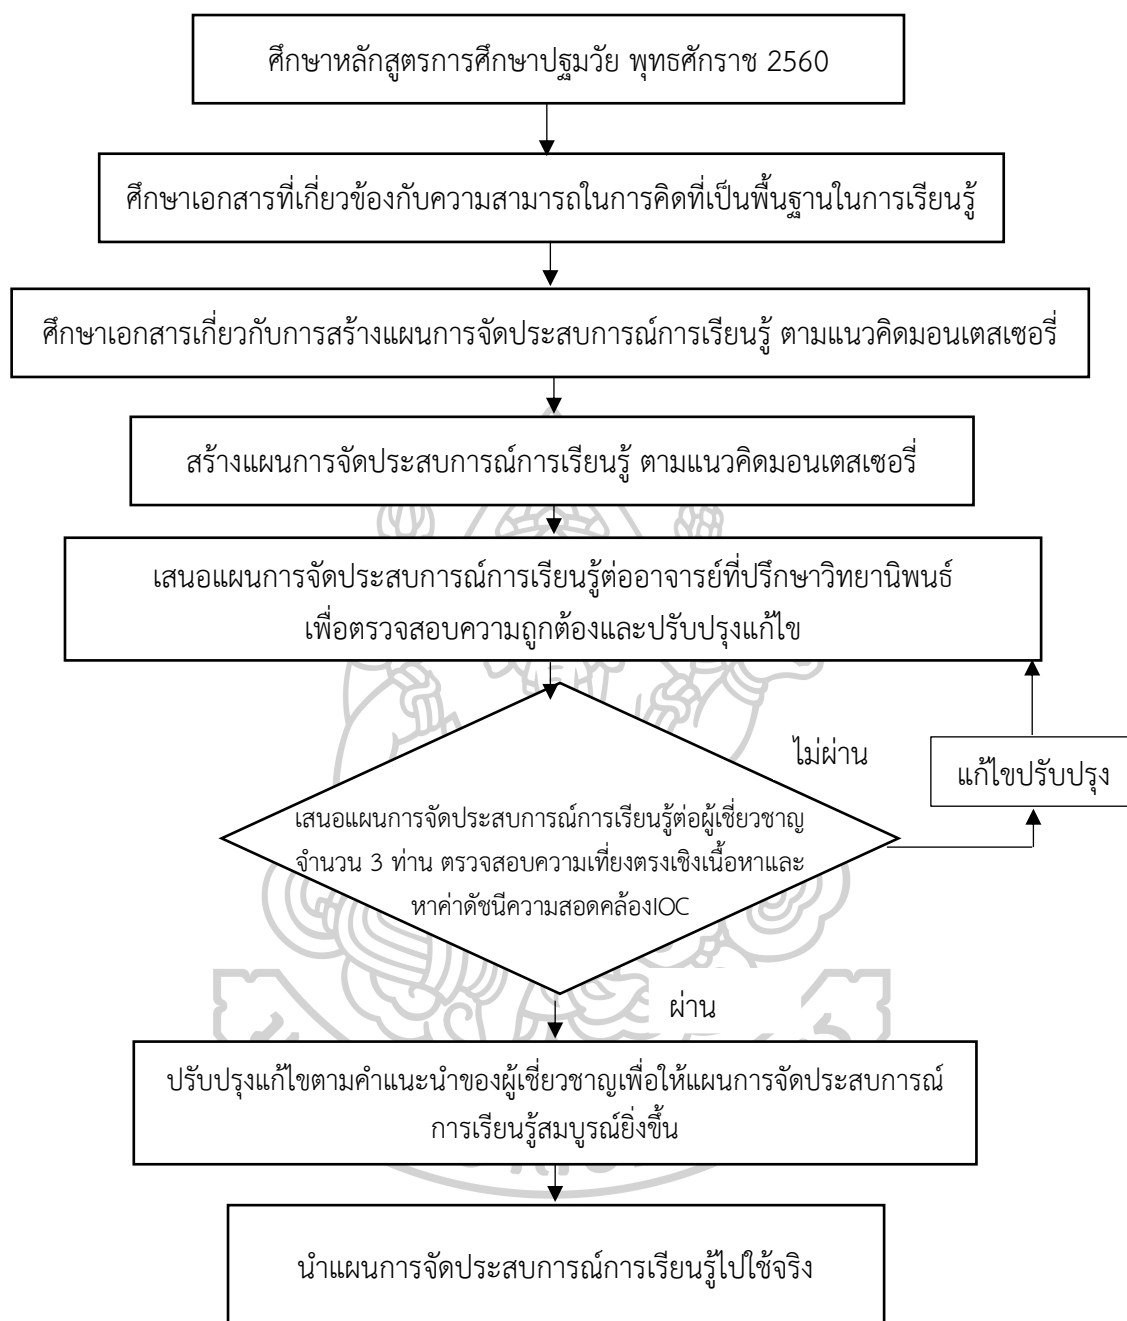 ศึกษาหลักสูตรการศึกษาปฐมวัย พุทธศักราช 2560
ศึกษาเอกสารที่เกี่ยวข้องกับความสามารถในการคิดที่เป็นพื้นฐานในการเรียนรู้
ศึกษาเอกสารเกี่ยวกับการสร้างแผนการจัดประสบการณ์การเรียนรู้ ตามแนวคิดมอนเตสเซอรี่
สร้างแผนการจัดประสบการณ์การเรียนรู้ ตามแนวคิดมอนเตสเซอรี่
เสนอแผนการจัดประสบการณ์การเรียนรู้ต่ออาจารย์ที่ปรึกษาวิทยานิพนธ์
เพื่อตรวจสอบความถูกต้องและปรับปรุงแก้ไข
ไม่ผ่าน
แก้ไขปรับปรุง
เสนอแผนการจัดประสบการณ์การเรียนรู้ต่อผู้เชี่ยวชาญ
จำนวน 3 ท่าน ตรวจสอบความเที่ยงตรงเชิงเนื้อหาและ
หาค่าดัชนีความสอดคล้องIOC
ผ่าน
ปรับปรุงแก้ไขตามคำแนะนำของผู้เชี่ยวชาญเพื่อให้แผนการจัดประสบการณ์
การเรียนรู้สมบูรณ์ยิ่งขึ้น
นำแผนการจัดประสบการณ์การเรียนรู้ไปใช้จริง